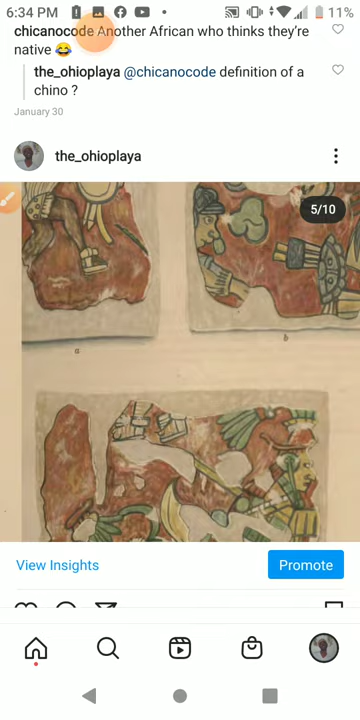 6:34 PM
11%
chicanocode Another African who thinks they're
native 😂
the_ohioplaya @chicanocode definition of a
chino ?
January 30
the_ohioplaya
5/10
a
b
View Insights
Promote